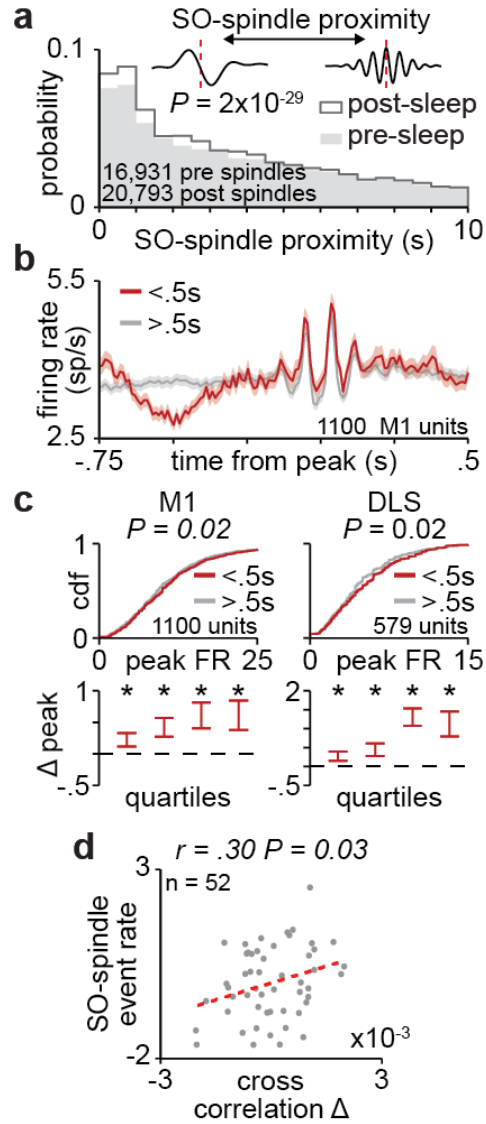 a
SO-spindle proximity
0.1
P = 2x10-29
post-sleep
pre-sleep
probability
16,931 pre spindles
20,793 post spindles
0
0
10
SO-spindle proximity (s)
b
5.5
<.5s
>.5s
firing rate
(sp/s)
1100 M1 units
2.5
-.75
time from peak (s)
.5
c
M1
DLS
P = 0.02
P = 0.02
1
cdf
<.5s
>.5s
1100 units
<.5s
>.5s
579 units
0
0
peak FR
25
0
peak FR
15
1
* * * *
2
* * * *
Δ peak
-.5
-.5
quartiles
quartiles
d
r = .30 P = 0.03
3
n = 52
SO-spindle
event rate
x10-3
-2
-3
cross
correlation Δ
3